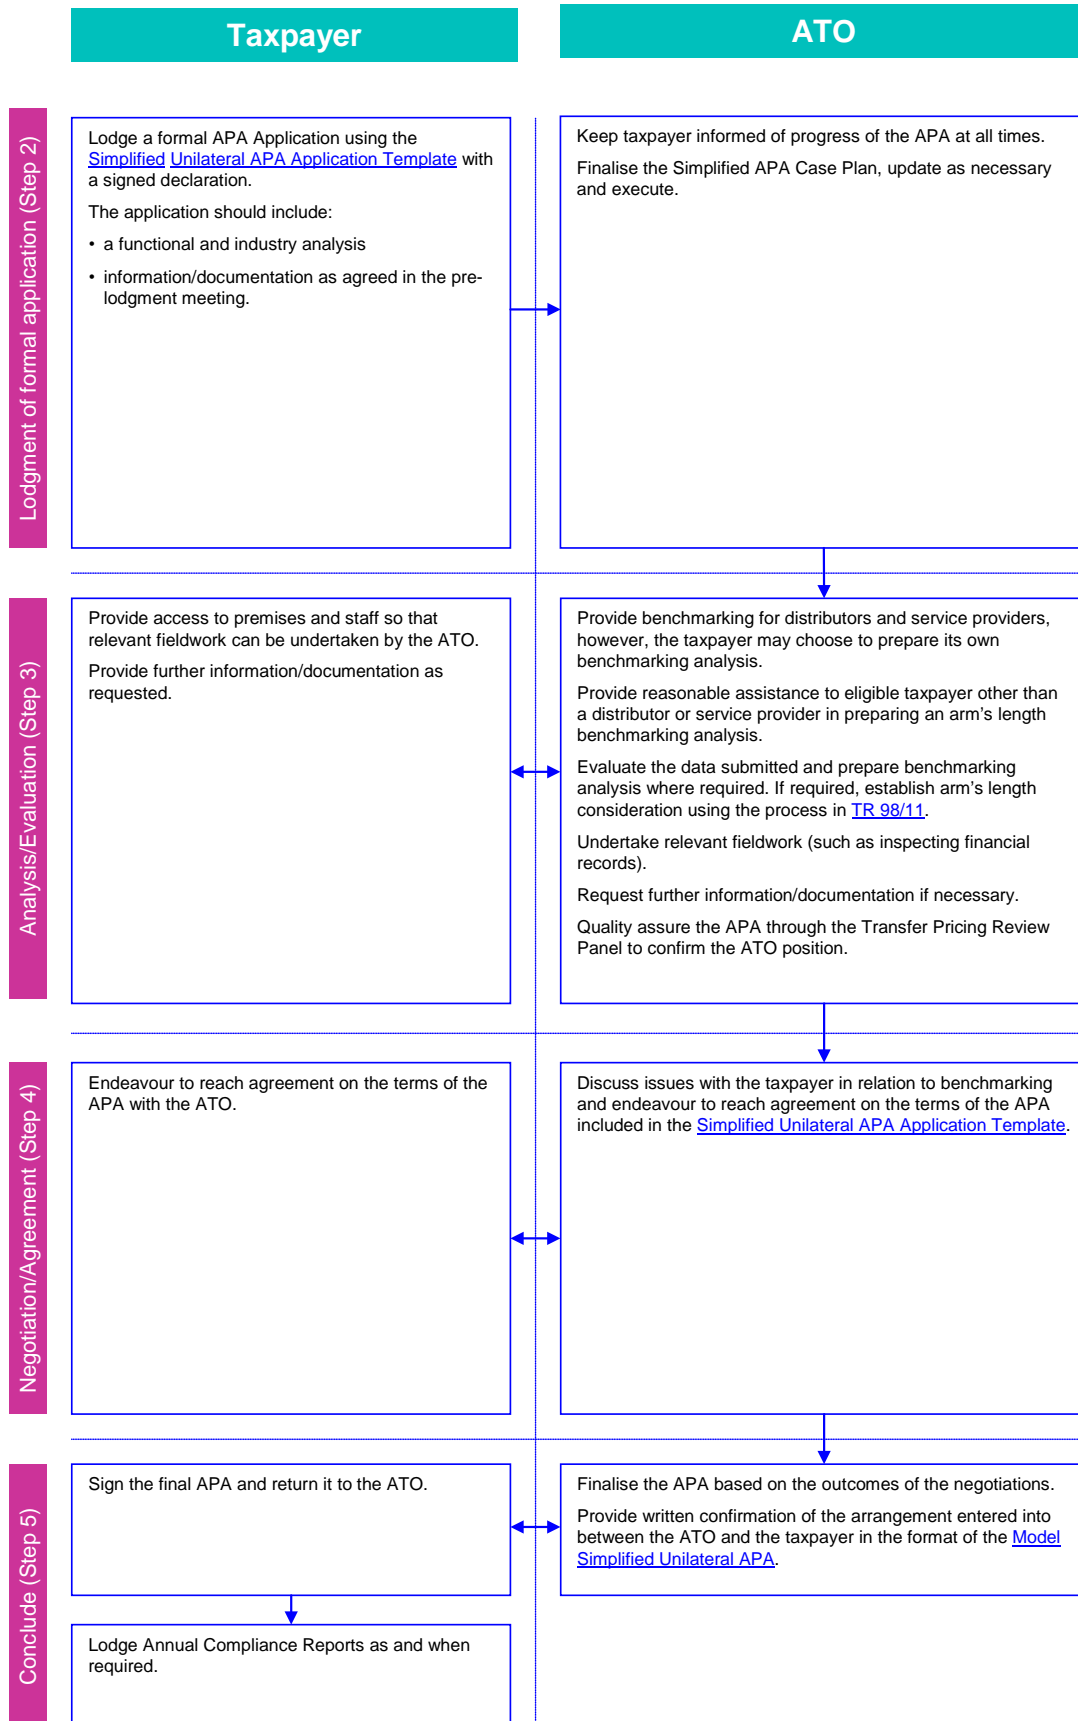 Taxpayer
ATO
Lodgment of formal application (Step 2)
Lodge a formal APA Application using the
Simplified Unilateral APA Application Template with
a signed declaration.
The application should include:
• a functional and industry analysis
• information/documentation as agreed in the pre-
lodgment meeting.
Keep taxpayer informed of progress of the APA at all times.
Finalise the Simplified APA Case Plan, update as necessary
and execute.
Analysis/Evaluation (Step 3)
Provide access to premises and staff so that
relevant fieldwork can be undertaken by the ATO.
Provide further information/documentation as
requested.
Provide benchmarking for distributors and service providers,
however, the taxpayer may choose to prepare its own
benchmarking analysis.
Provide reasonable assistance to eligible taxpayer other than
a distributor or service provider in preparing an arm's length
benchmarking analysis.
Evaluate the data submitted and prepare benchmarking
analysis where required. If required, establish arm's length
consideration using the process in TR 98/11.
Undertake relevant fieldwork (such as inspecting financial
records).
Request further information/documentation if necessary.
Quality assure the APA through the Transfer Pricing Review
Panel to confirm the ATO position.
Negotiation/Agreement (Step 4)
Endeavour to reach agreement on the terms of the
APA with the ATO.
Discuss issues with the taxpayer in relation to benchmarking
and endeavour to reach agreement on the terms of the APA
included in the Simplified Unilateral APA Application Template.
Conclude (Step 5)
Sign the final APA and return it to the ATO.
Finalise the APA based on the outcomes of the negotiations.
Provide written confirmation of the arrangement entered into
between the ATO and the taxpayer in the format of the Model
Simplified Unilateral APA.
Lodge Annual Compliance Reports as and when
required.